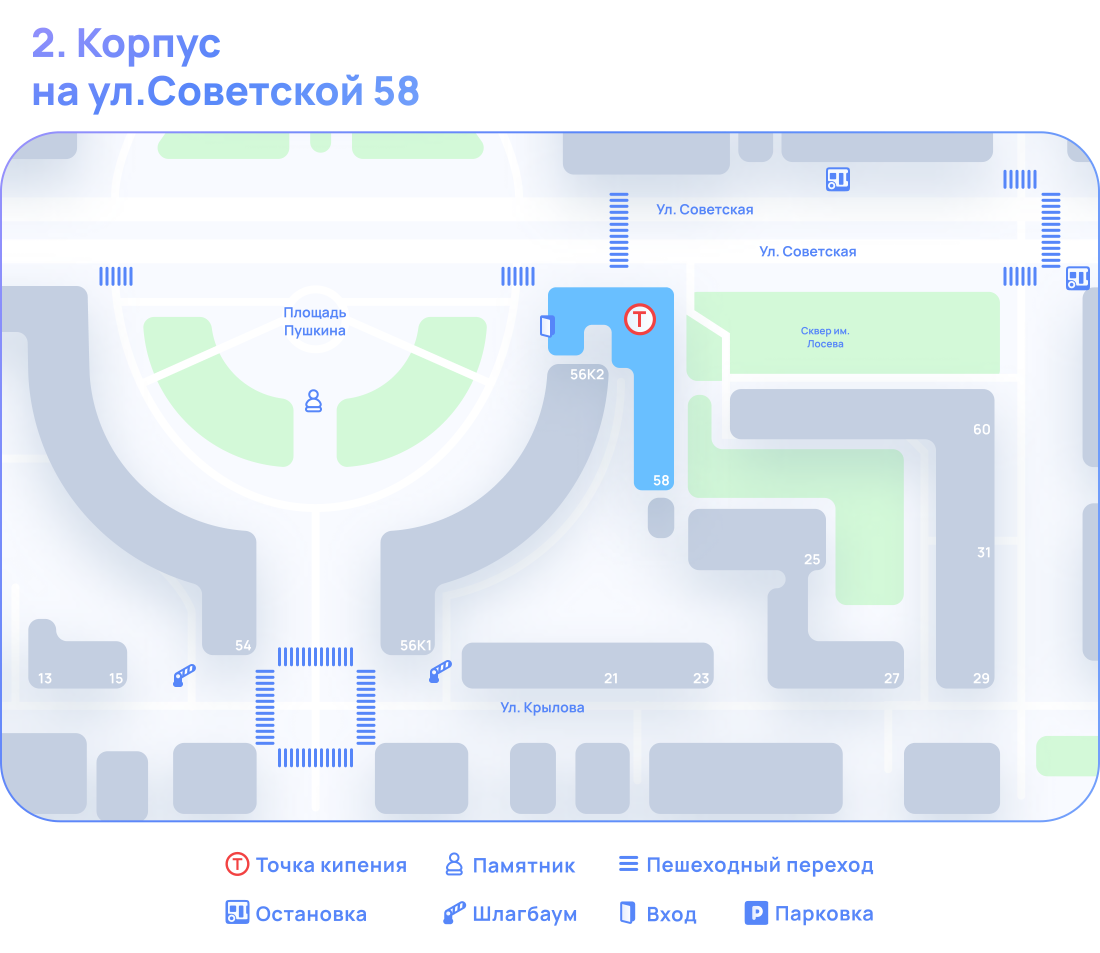 2. Корпус
на ул.Советской 58
Ул. Советская
Ул. Советская
Площадь
Пушкина
Т
Сквер им.
Лосева
56К2
60
58
31
25
54
56К1
13
15
21
23
27
29
Ул. Крылова
Т Точка кипения
Памятник
Пешеходный переход
Остановка
Шлагбаум
Вход
P Парковка